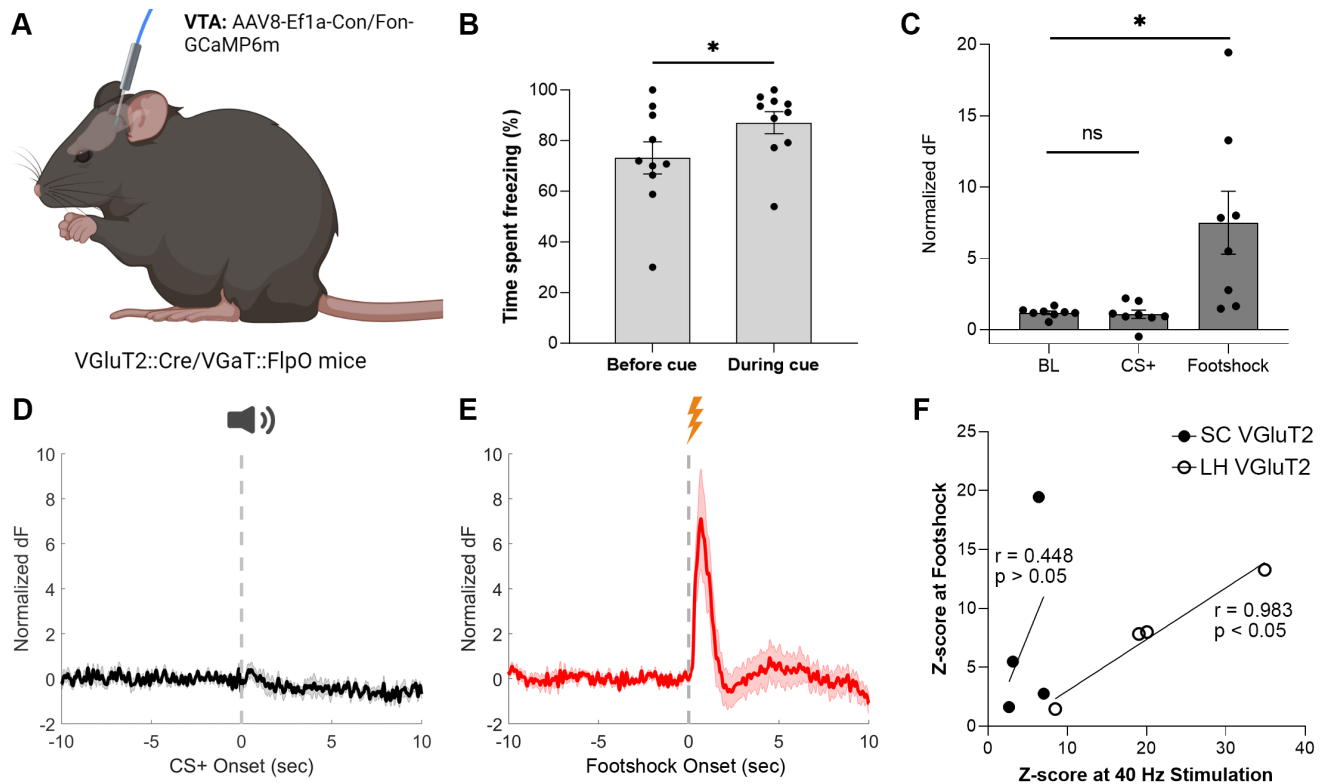 A
VTA: AAV8-Ef1a-Con/Fon-
GCaMP6m
VGluT2::Cre/VGaT::FlpO mice
B
*
Time spent freezing (%)
100
80
60
40
20
0
Before cue
During cue
C
*
ns
Normalized dF
20
15
10
5
0
BL
CS+
Footshock
D
Normalized dF
10
8
6
4
2
0
-2
-10
-5
0
5
10
CS+ Onset (sec)
E
Normalized dF
10
8
6
4
2
0
-2
-10
-5
0
5
10
Footshock Onset (sec)
F
SC VGluT2
LH VGluT2
Z-score at Footshock
25
20
15
10
5
0
r = 0.448
p > 0.05
r = 0.983
p < 0.05
0
10
20
30
40
Z-score at 40 Hz Stimulation